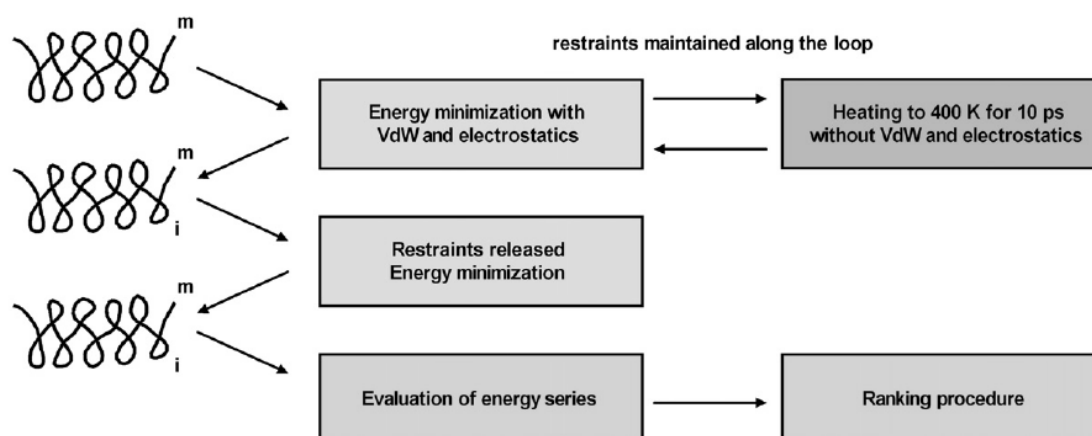 m
restraints maintained along the loop
Energy minimization with
VdW and electrostatics
Heating to 400 K for 10 ps
without VdW and electrostatics
m
i
Restraints released
Energy minimization
m
i
Evaluation of energy series
Ranking procedure